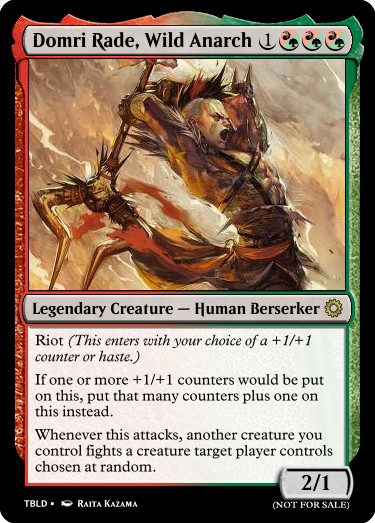 Domri Rade, Wild Anarch 1
Legendary Creature — Human Berserker
Riot (This enters with your choice of a +1/+1
counter or haste.)
If one or more +1/+1 counters would be put
on this, put that many counters plus one on
this instead.
Whenever this attacks, another creature you
control fights a creature target player controls
chosen at random.
2/1
TBLD • Raita Kazama
(NOT FOR SALE)